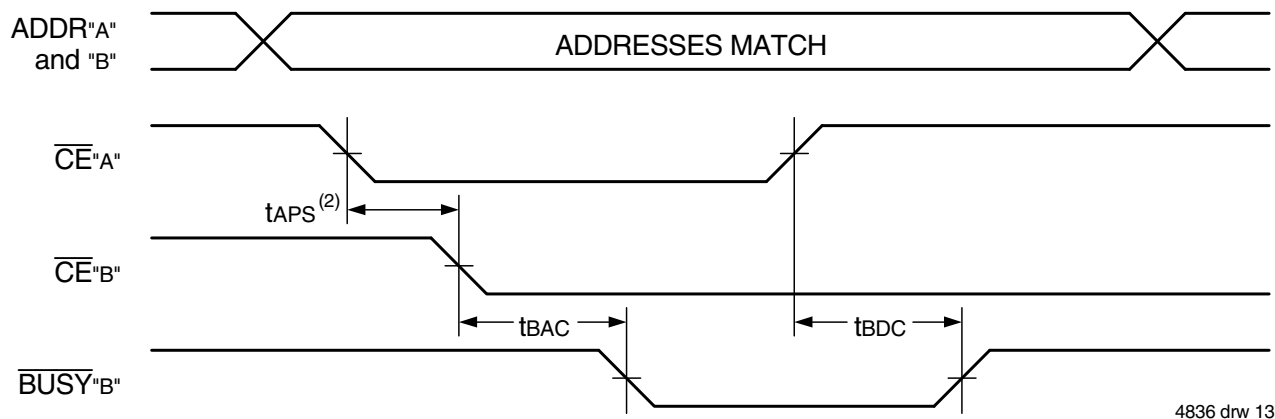 ADDR"A"
and "B"
ADDRESSES MATCH
CE"A"
tAPS(2)
CE"B"
tBAC
tBDC
BUSY"B"
4836 drw 13